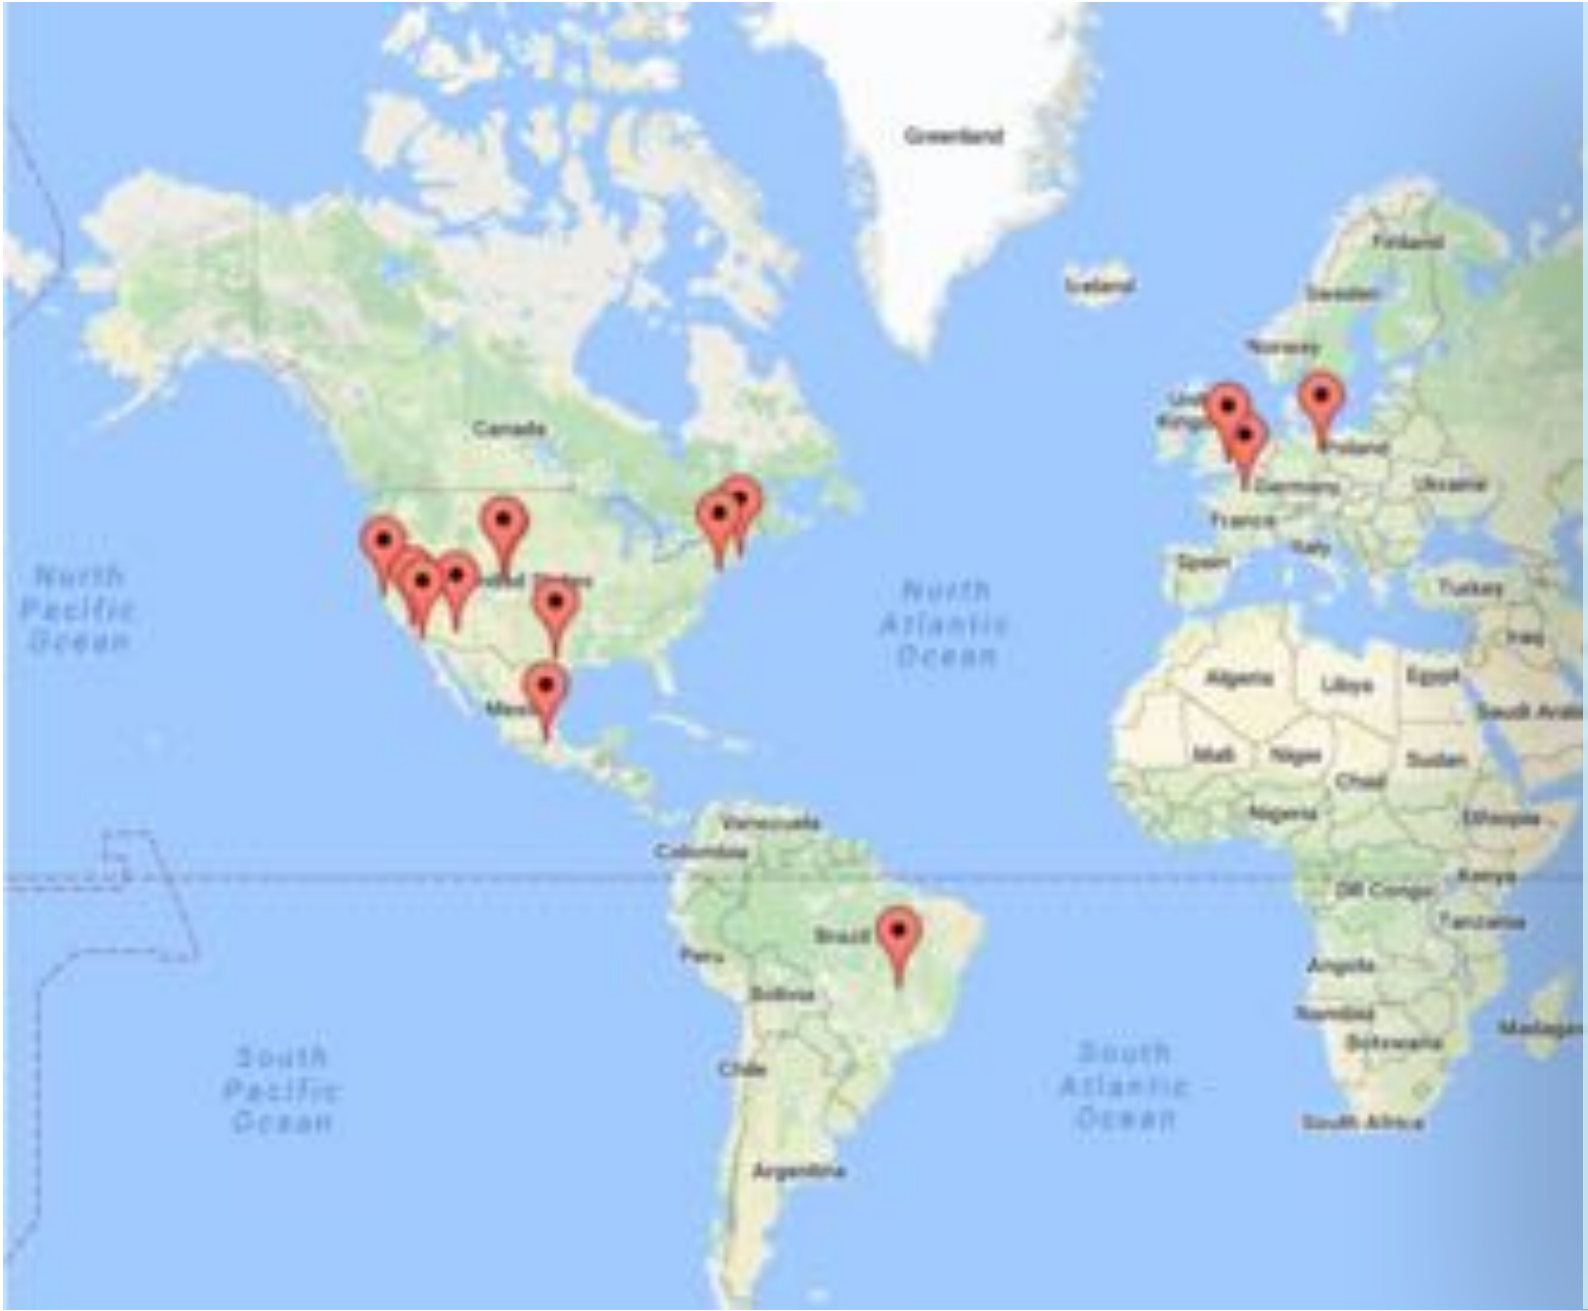 Greenland
Finland
Iceland
Sweden
Norway
Canada
Poland
Germany
Ukraine
France
Italy
Spain
Turkey
Iraq
North
Pacific
Ocean
North
Atlantic
Ocean
Algeria
Libya
Egypt
Mali
Niger
Sudan
Chad
Nigeria
Ethiopia
Venezuela
Colombia
DR Congo
Kenya
Tanzania
Brazil
Peru
Angola
Bolivia
Namibia
Botswana
Chile
South
Pacific
Ocean
South
Atlantic
Ocean
South Africa
Argentina